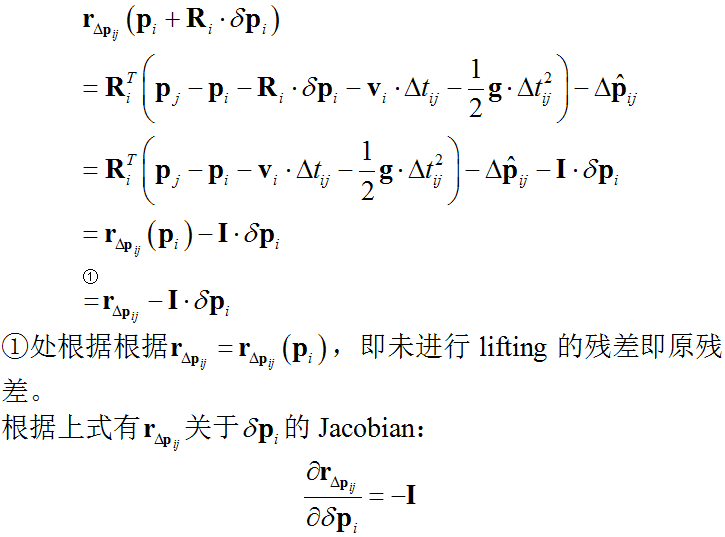 $\mathbf{r}_{\Delta\mathbf{p}_{ij}}\left(\mathbf{p}_i+\mathbf{R}_i\cdot\delta\mathbf{p}_i\right)$
$=\mathbf{R}_i^T\left(\mathbf{p}_j-\mathbf{p}_i-\mathbf{R}_i\cdot\delta\mathbf{p}_i-\mathbf{v}_i\cdot\Delta t_{ij}-\frac{1}{2}\mathbf{g}\cdot\Delta t_{ij}^2\right)-\Delta\hat{\mathbf{p}}_{ij}$
$=\mathbf{R}_i^T\left(\mathbf{p}_j-\mathbf{p}_i-\mathbf{v}_i\cdot\Delta t_{ij}-\frac{1}{2}\mathbf{g}\cdot\Delta t_{ij}^2\right)-\Delta\hat{\mathbf{p}}_{ij}-\mathbf{I}\cdot\delta\mathbf{p}_i$
$=\mathbf{r}_{\Delta\mathbf{p}_{ij}}\left(\mathbf{p}_i\right)-\mathbf{I}\cdot\delta\mathbf{p}_i$
$\overset{①}{=}\mathbf{r}_{\Delta\mathbf{p}_{ij}}-\mathbf{I}\cdot\delta\mathbf{p}_i$
①处根据根据$\mathbf{r}_{\Delta\mathbf{p}_{ij}}=\mathbf{r}_{\Delta\mathbf{p}_{ij}}\left(\mathbf{p}_i\right)$，即未进行 lifting 的残差即原残
差。
根据上式有$\mathbf{r}_{\Delta\mathbf{p}_{ij}}$关于$\delta\mathbf{p}_i$的 Jacobian：
$\frac{\partial\mathbf{r}_{\Delta\mathbf{p}_{ij}}}{\partial\delta\mathbf{p}_i}=-\mathbf{I}$